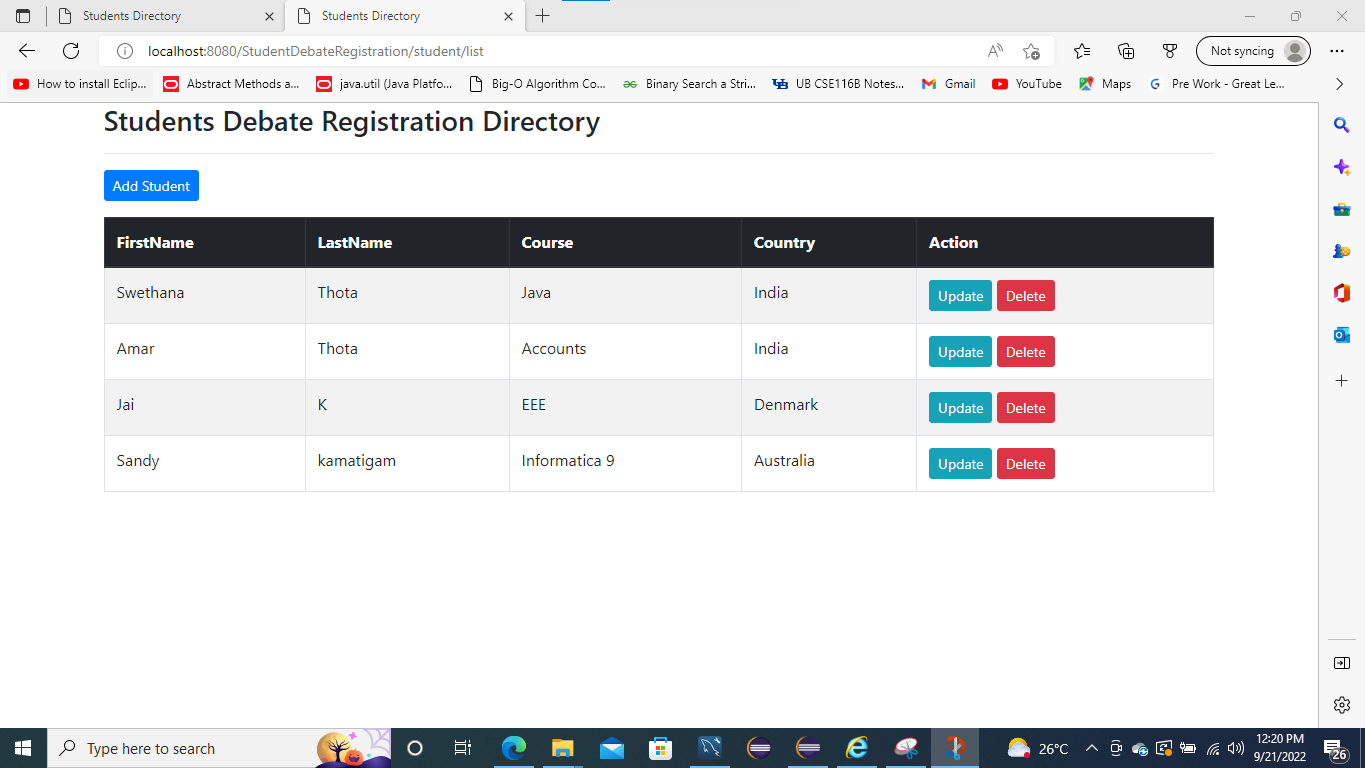 Students Directory Students Directory
localhost:8080/StudentDebateRegistration/student/list Not syncing
How to install Eclip... Abstract Methods a... java.util (Java Platfo... Big-O Algorithm Co... Binary Search a Stri... UB CSE116B Notes... Gmail YouTube Maps Pre Work - Great Le...
Students Debate Registration Directory
Add Student
FirstName LastName Course Country Action
Swethana Thota Java India Update Delete
Amar Thota Accounts India Update Delete
Jai K EEE Denmark Update Delete
Sandy kamatigam Informatica 9 Australia Update Delete
Type here to search 26°C 12:20 PM
9/21/2022 26